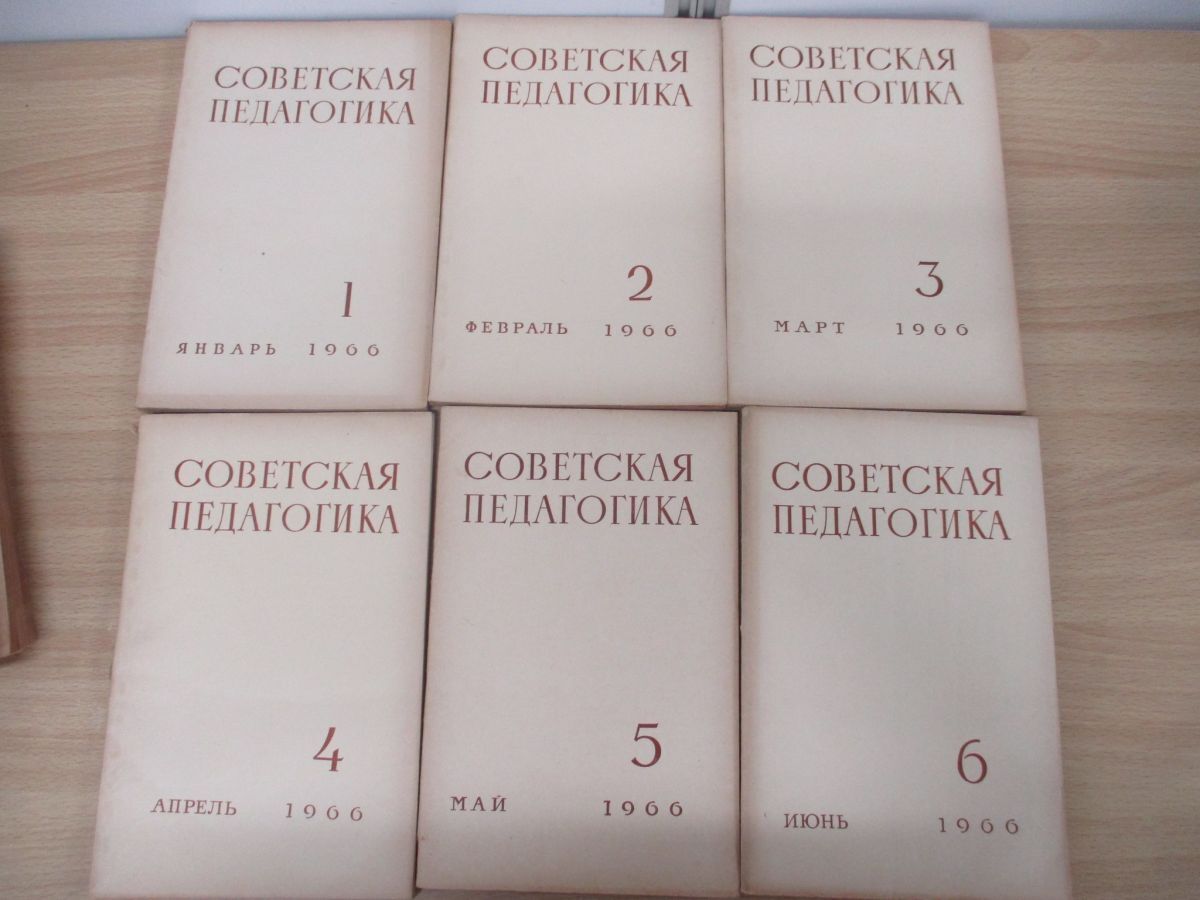 СОВЕТСКАЯ
ПЕДАГОГИКА
1
ЯНВАРЬ 1966
СОВЕТСКАЯ
ПЕДАГОГИКА
2
ФЕВРАЛЬ 1966
СОВЕТСКАЯ
ПЕДАГОГИКА
3
МАРТ 1966
СОВЕТСКАЯ
ПЕДАГОГИКА
4
АПРЕЛЬ 1966
СОВЕТСКАЯ
ПЕДАГОГИКА
5
МАЙ 1966
СОВЕТСКАЯ
ПЕДАГОГИКА
6
ИЮНЬ 1966